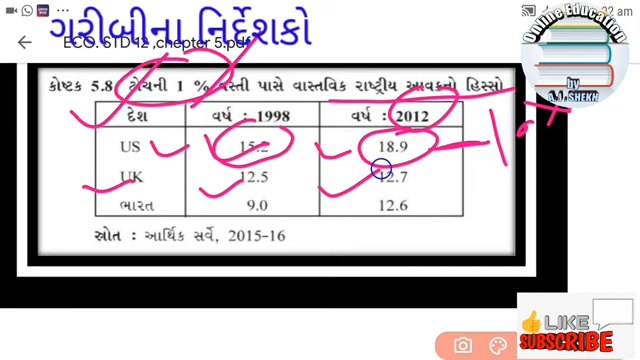 ગરીબીના નિર્દેશકો
ECO. STD 12 ,chepter 5.pdf
Online Education
by
A.I. SHEKH
કોષ્ટક 5.8 ટોચની 1 % વસ્તી પાસે વાસ્તવિક રાષ્ટ્રીય આવકનો હિસ્સો
દેશ વર્ષ : 1998 વર્ષ : 2012
US 15.2 18.9
UK 12.5 12.7
ભારત 9.0 12.6
સ્રોત : આર્થિક સર્વે, 2015-16
LIKE
SUBSCRIBE